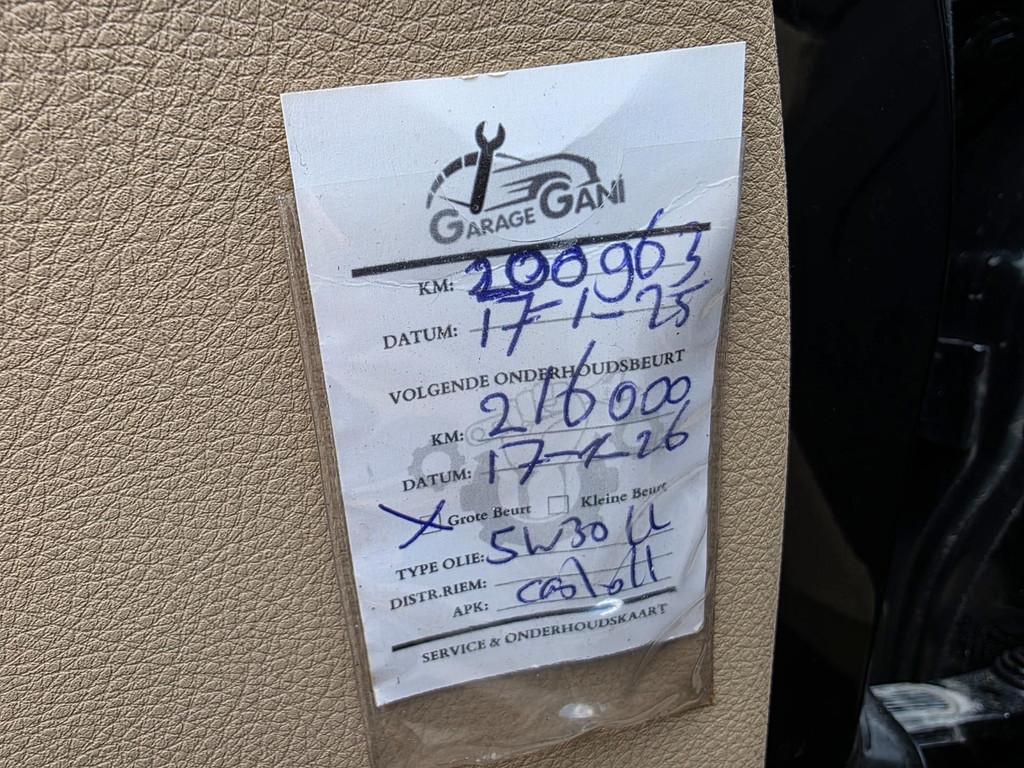 GARAGE GANI
KM: 200963
DATUM: 17-1-25
VOLGENDE ONDERHOUDSBEURT
KM: 216000
DATUM: 17-1-26
X Grote Beurt Kleine Beurt
TYPE OLIE: 5W30 LL
DISTR.RIEM:
APK:
SERVICE & ONDERHOUDSKAART